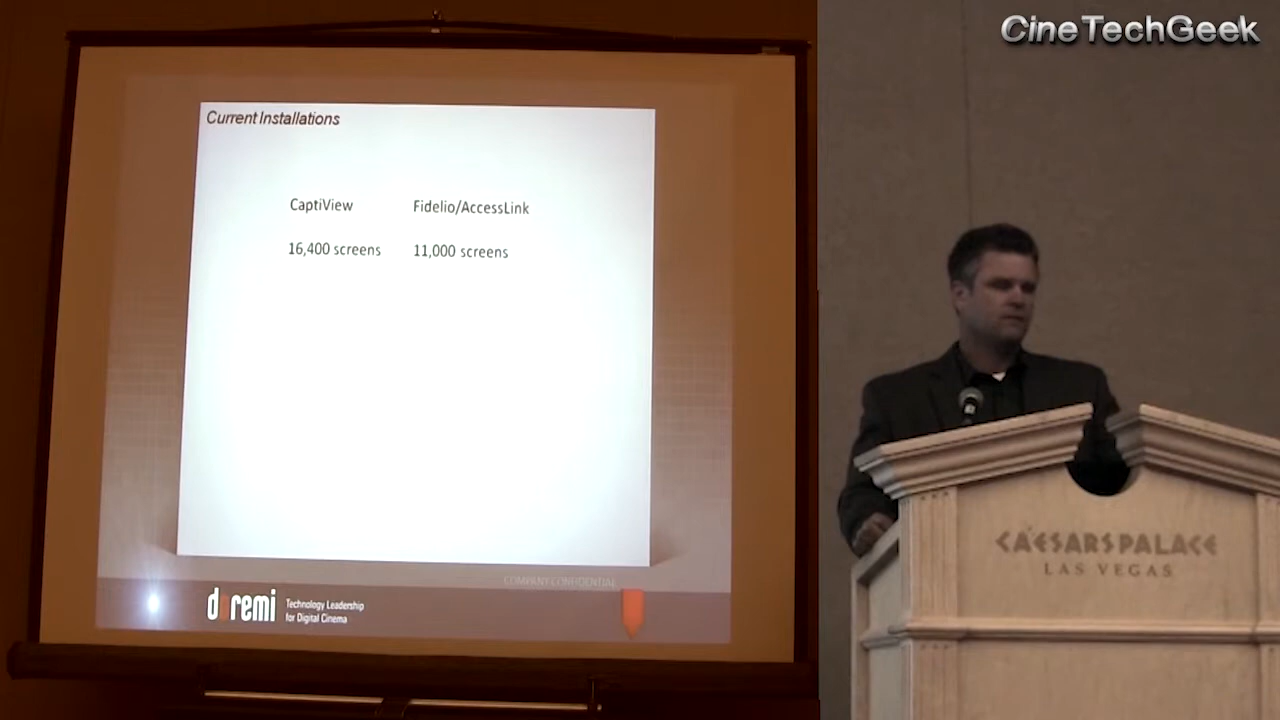 CineTechGeek
Current Installations
CaptiView Fidelio/AccessLink
16,400 screens 11,000 screens
COMPANY CONFIDENTIAL
doremi
Technology Leadership
for Digital Cinema
CAESARS PALACE
LAS VEGAS